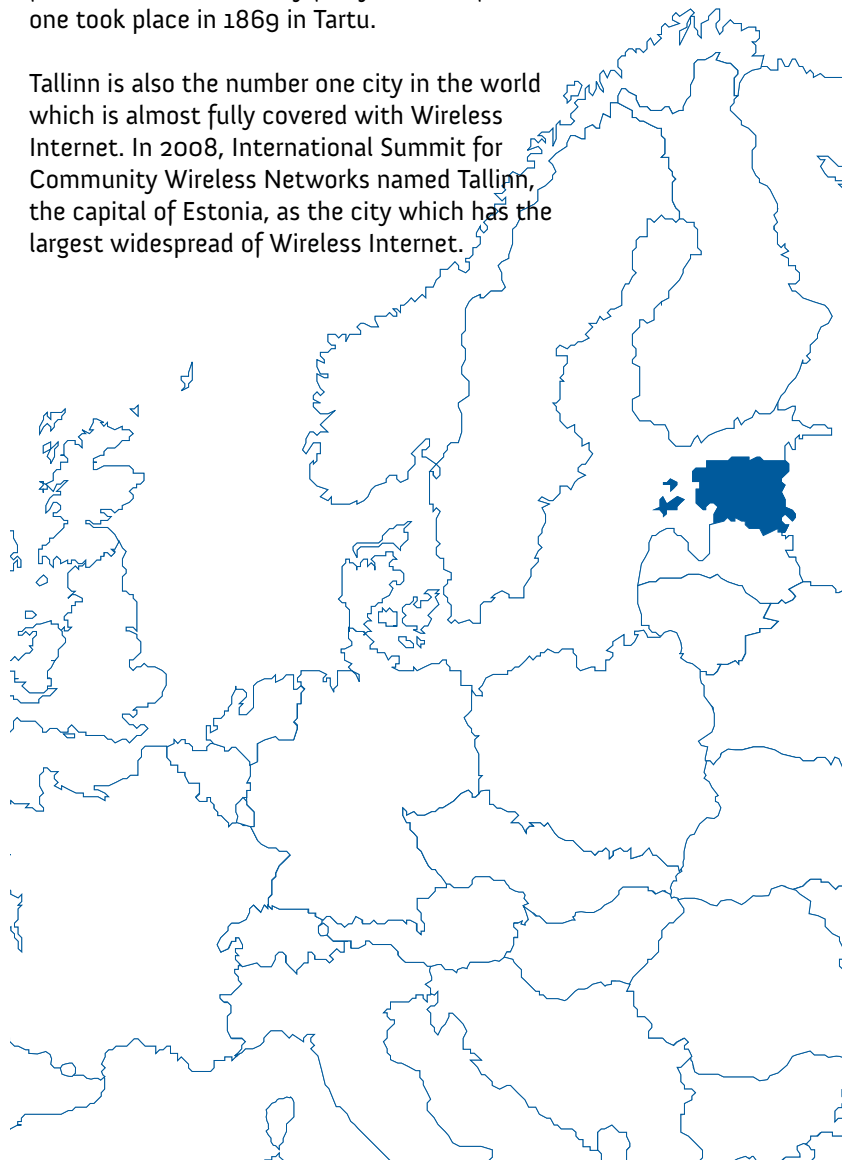 one took place in 1869 in Tartu.
Tallinn is also the number one city in the world
which is almost fully covered with Wireless
Internet. In 2008, International Summit for
Community Wireless Networks named Tallinn,
the capital of Estonia, as the city which has the
largest widespread of Wireless Internet.